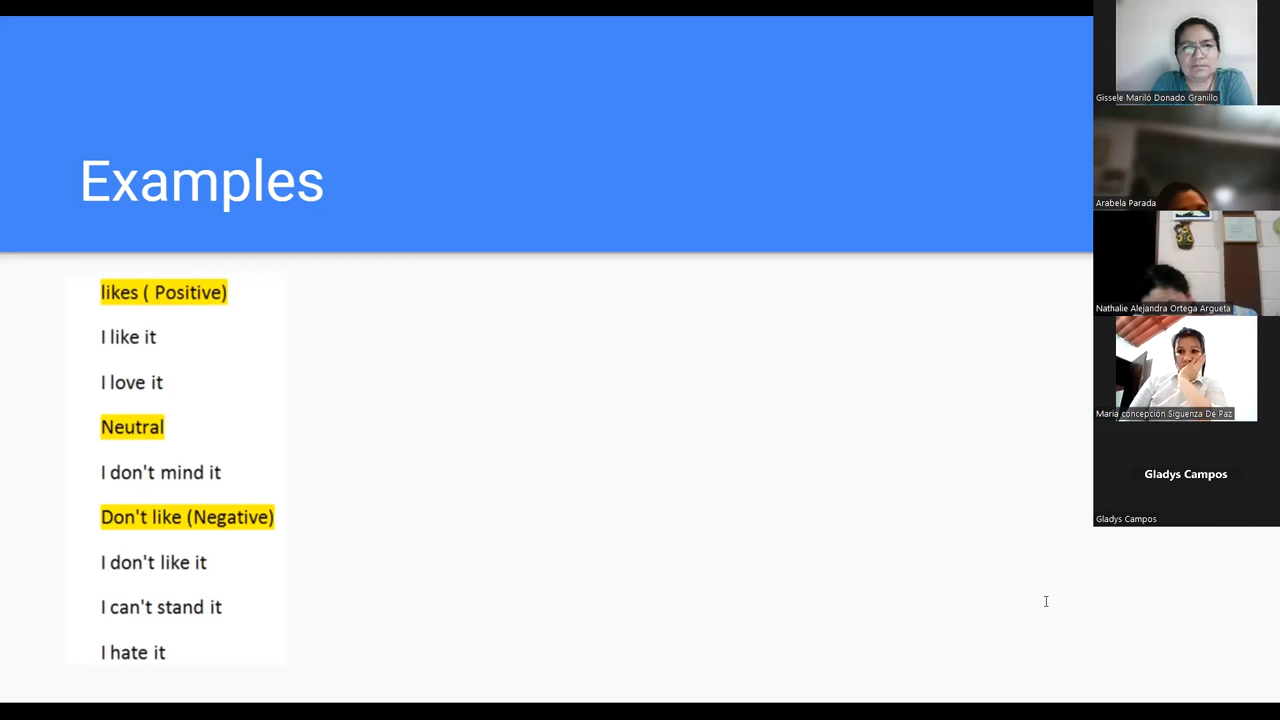 Examples
likes ( Positive)
I like it
I love it
Neutral
I don't mind it
Don't like (Negative)
I don't like it
I can't stand it
I hate it
Gissele Mariló Donado Granillo
Arabela Parada
Nathalie Alejandra Ortega Argueta
Maria concepción Siguenza De Paz
Gladys Campos
Gladys Campos